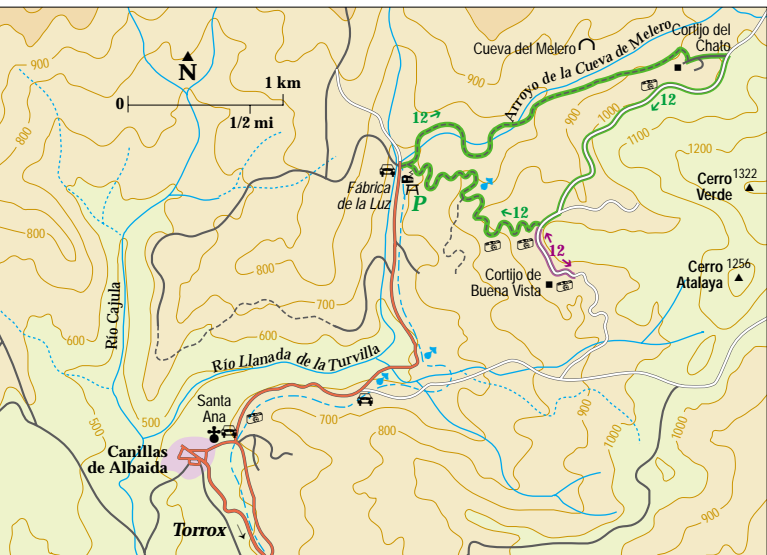 Cortijo del
Chato
Cueva del Melero
Arroyo de la Cueva de Melero
900
N
900
1 km
0
1/2 mi
800
12
900
1000
12
1100
1200
Fábrica
de la Luz
P
Cerro
Verde
1322
12
800
12
Cortijo de
Buena Vista
Cerro
Atalaya
1256
800
700
Río Cajula
600
600
Río Llanada de la Turvilla
Santa
Ana
500
500
700
800
900
1000
1000
Canillas
de Albaida
Torrox
900